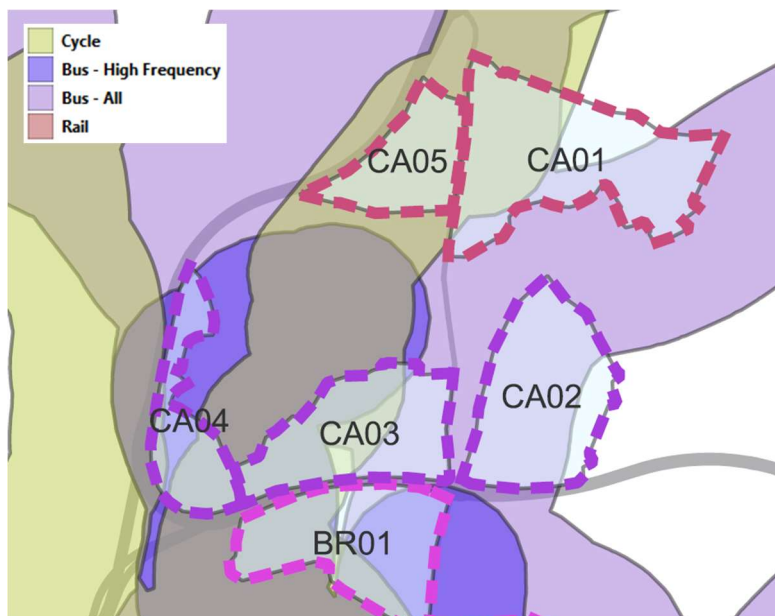 Cycle
Bus - High Frequency
Bus - All
Rail
CA05
CA01
CA02
CA04
CA03
BR01